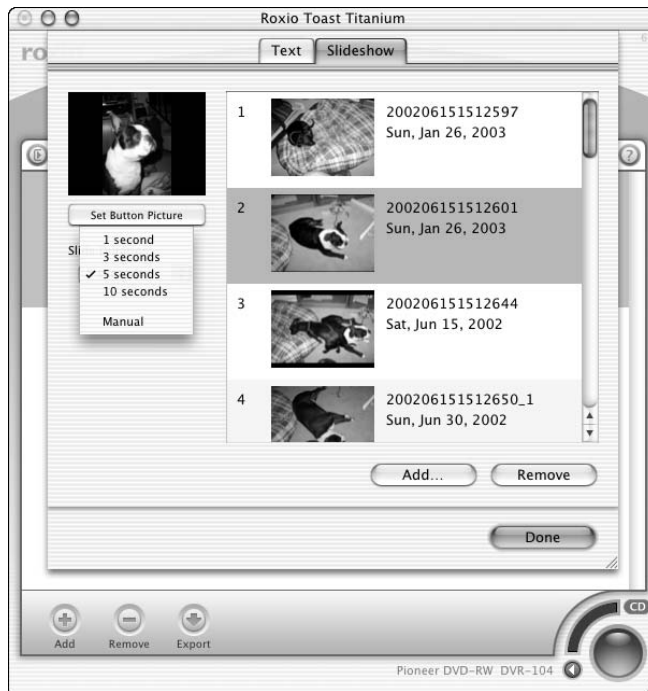 Roxio Toast Titanium
ro
Text
Slideshow
Set Button Picture
1 second
3 seconds
5 seconds
10 seconds
Manual
1
200206151512597
Sun, Jan 26, 2003
2
200206151512601
Sun, Jan 26, 2003
3
200206151512644
Sat, Jun 15, 2002
4
200206151512650_1
Sun, Jun 30, 2002
Add...
Remove
Done
?
Add
Remove
Export
CD
Pioneer DVD-RW DVR-104